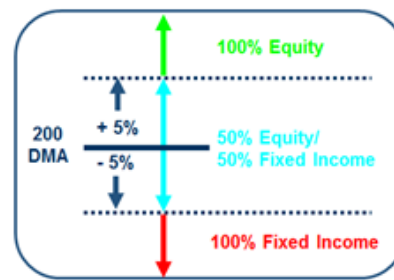 100% Equity
+ 5%
200
DMA
- 5%
50% Equity/
50% Fixed Income
100% Fixed Income